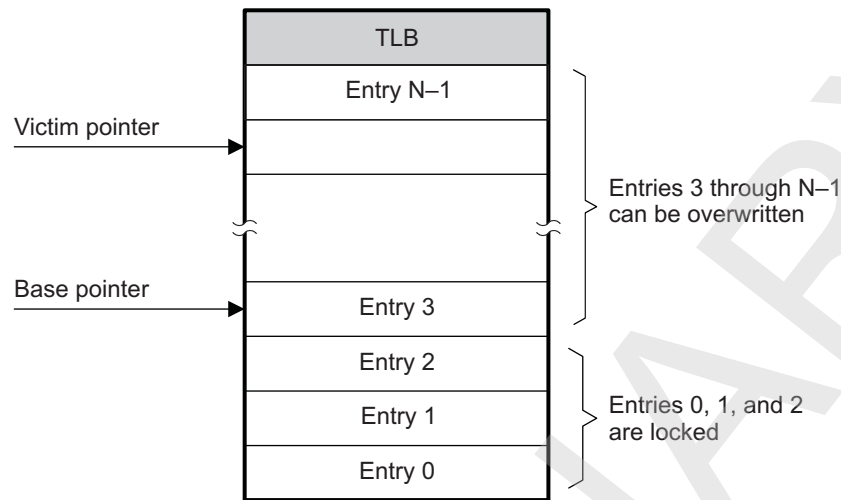 TLB
Entry N–1
Victim pointer
Entries 3 through N–1
can be overwritten
Base pointer
Entry 3
Entry 2
Entry 1
Entries 0, 1, and 2
are locked
Entry 0